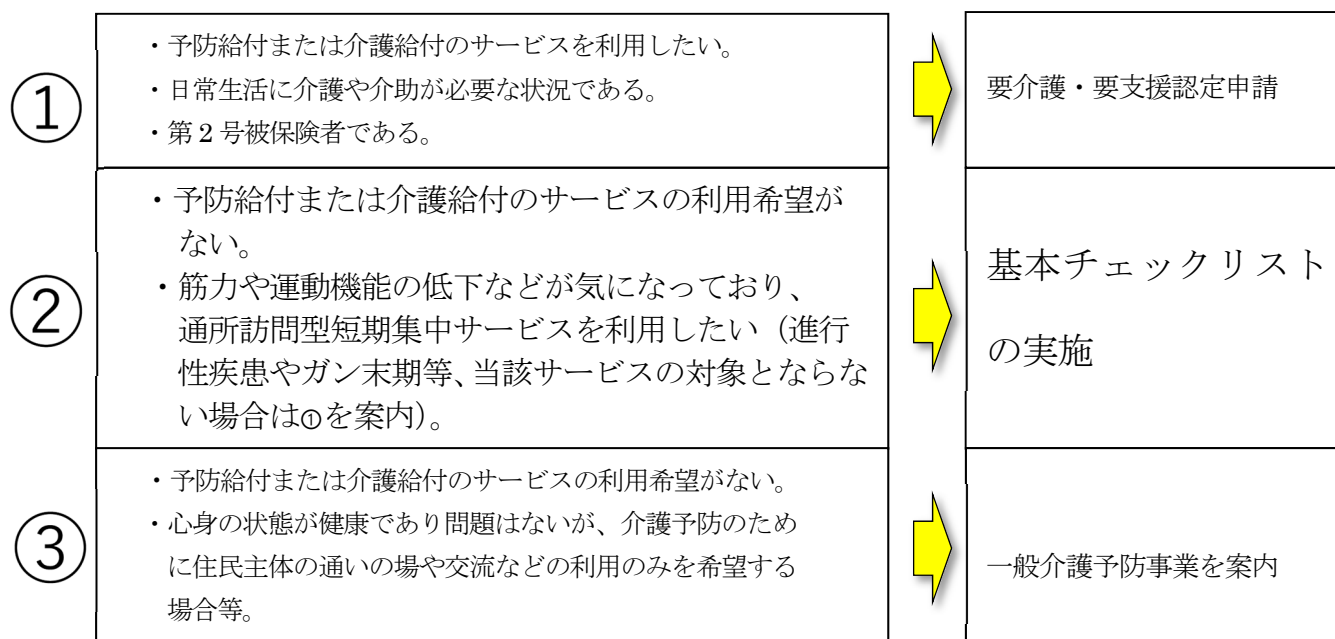 ①
・予防給付または介護給付のサービスを利用したい。
・日常生活に介護や介助が必要な状況である。
・第2号被保険者である。
要介護・要支援認定申請
②
・予防給付または介護給付のサービスの利用希望が
ない。
・筋力や運動機能の低下などが気になっており、
通所訪問型短期集中サービスを利用したい（進行
性疾患やガン末期等、当該サービスの対象とならな
い場合は①を案内）。
基本チェックリスト
の実施
③
・予防給付または介護給付のサービスの利用希望がない。
・心身の状態が健康であり問題はないが、介護予防のため
に住民主体の通いの場や交流などの利用のみを希望する
場合等。
一般介護予防事業を案内